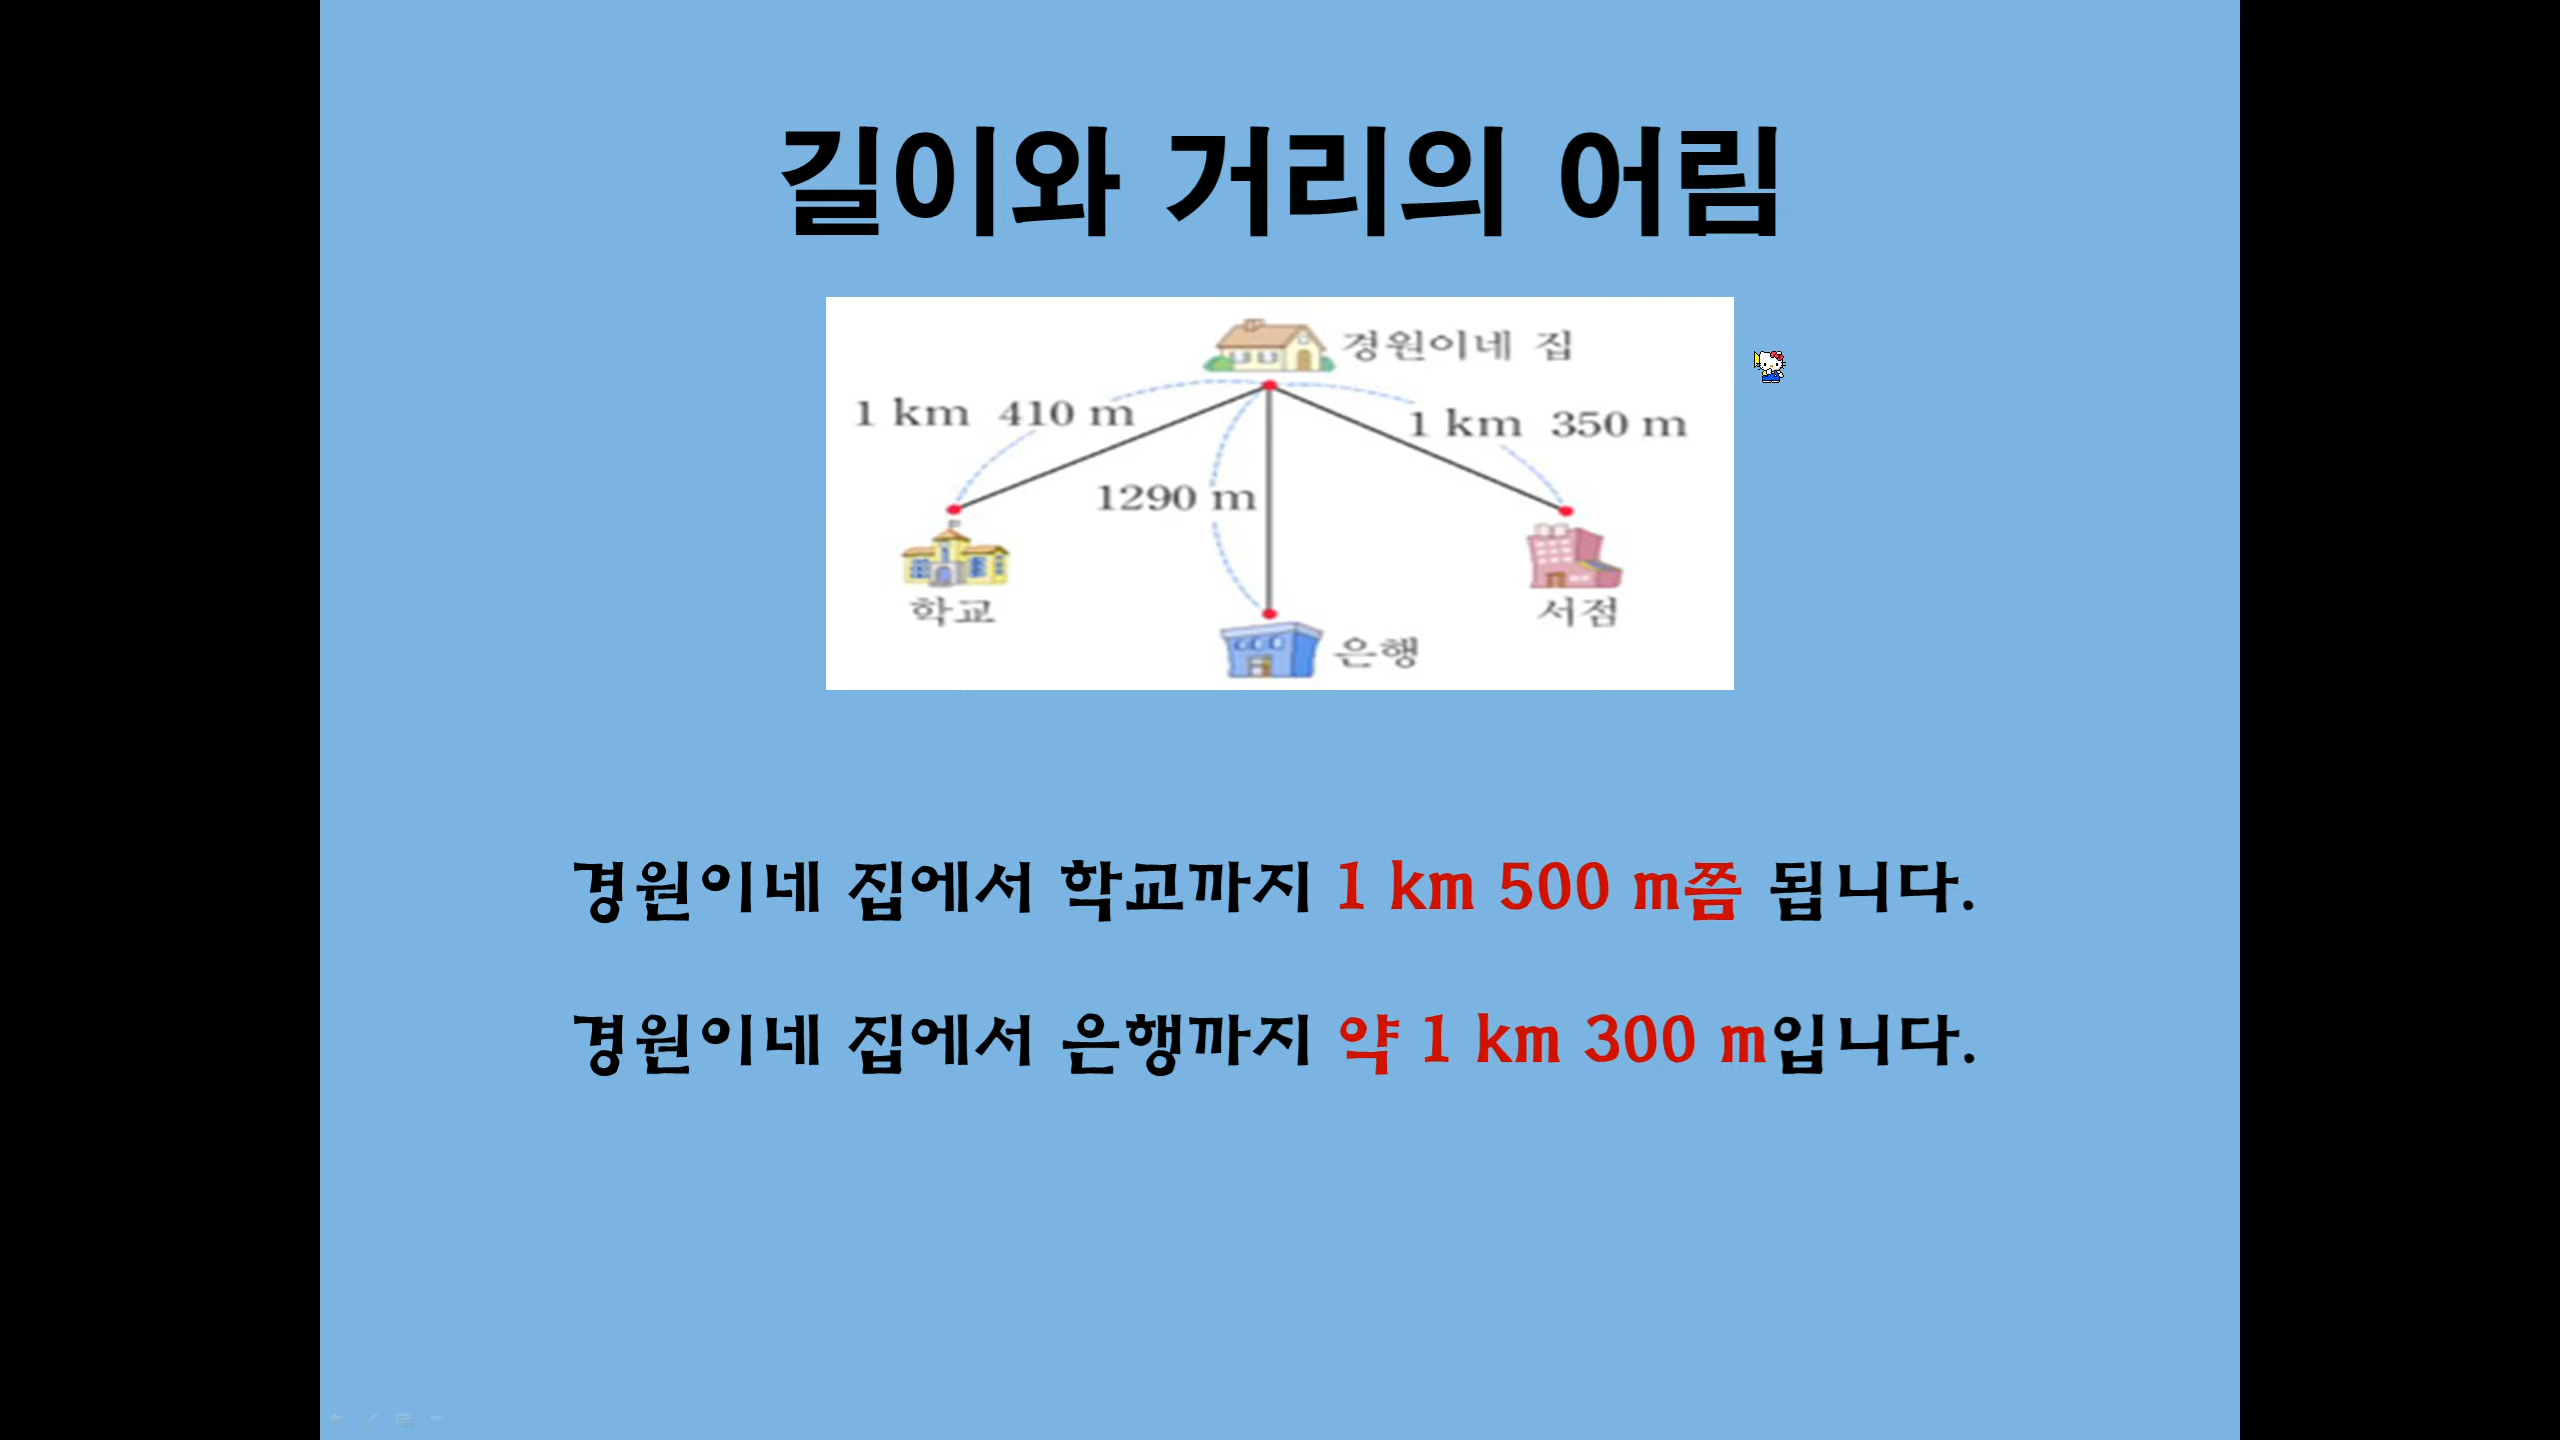 길이와 거리의 어림
경원이네 집
1 km 410 m
1 km 350 m
1290 m
학교
서점
은행
경원이네 집에서 학교까지 1 km 500 m쯤 됩니다.
경원이네 집에서 은행까지 약 1 km 300 m입니다.